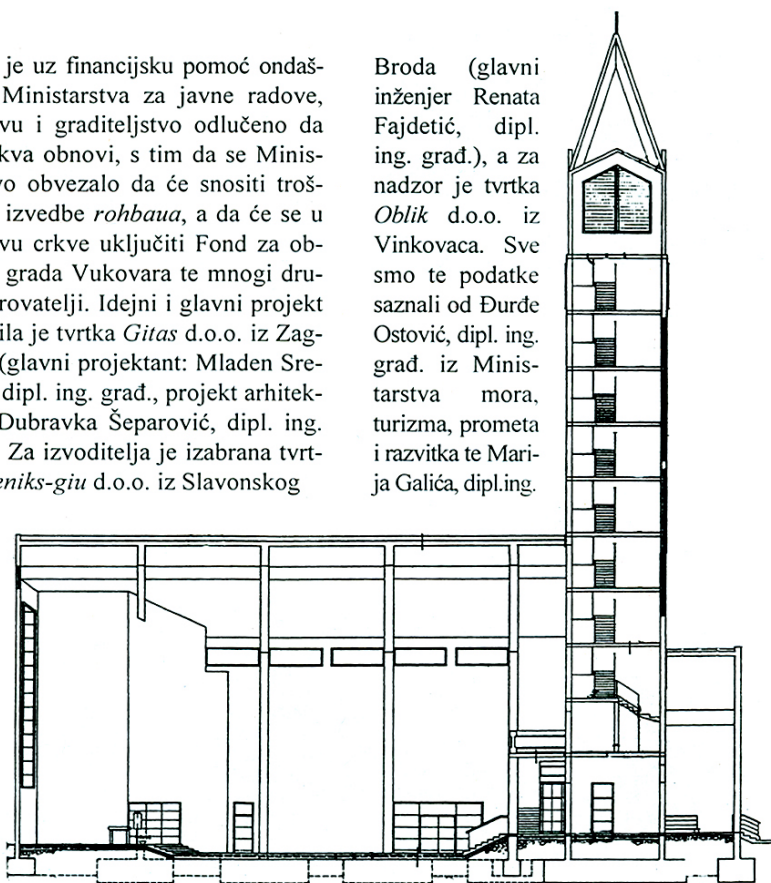 je uz financijsku pomoć ondaš-
Ministarstva za javne radove,
vu i graditeljstvo odlučeno da
kva obnovi, s tim da se Minis-
vo obvezalo da će snositi troš-
izvedbe rohbaua, a da će se u
vu crkve uključiti Fond za ob-
grada Vukovara te mnogi dru-
rovatelji. Idejni i glavni projekt
ila je tvrtka Gitas d.o.o. iz Zag-
(glavni projektant: Mladen Sre-
dipl. ing. građ., projekt arhitek-
Dubravka Šeparović, dipl. ing.
Za izvoditelja je izabrana tvrt-
eniks-giu d.o.o. iz Slavonskog
Broda (glavni
inženjer Renata
Fajdetić, dipl.
ing. građ.), a za
nadzor je tvrtka
Oblik d.o.o. iz
Vinkovaca. Sve
smo te podatke
saznali od Đurđe
Ostović, dipl. ing.
građ. iz Minis-
tarstva mora,
turizma, prometa
i razvitka te Mari-
ja Galića, dipl.ing.